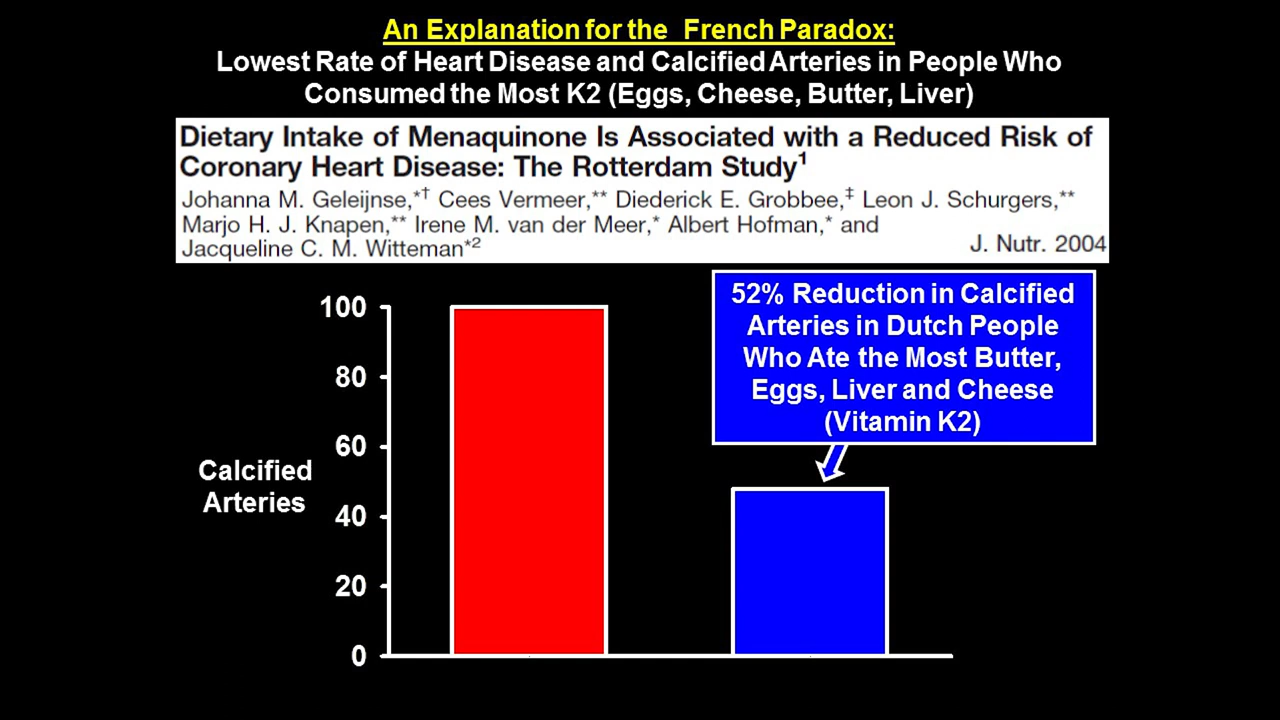 An Explanation for the French Paradox:
Lowest Rate of Heart Disease and Calcified Arteries in People Who
Consumed the Most K2 (Eggs, Cheese, Butter, Liver)
Dietary Intake of Menaquinone Is Associated with a Reduced Risk of
Coronary Heart Disease: The Rotterdam Study¹
Johanna M. Geleijnse,*† Cees Vermeer,** Diederick E. Grobbee,‡ Leon J. Schurgers,**
Marjo H. J. Knapen,** Irene M. van der Meer,* Albert Hofman,* and
Jacqueline C. M. Witteman*²
J. Nutr. 2004
52% Reduction in Calcified
Arteries in Dutch People
Who Ate the Most Butter,
Eggs, Liver and Cheese
(Vitamin K2)
100
80
60
40
20
0
Calcified
Arteries